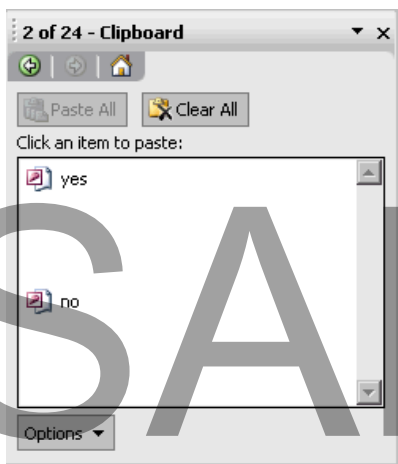 2 of 24 - Clipboard
Paste All Clear All
Click an item to paste:
yes
no
Options
SA